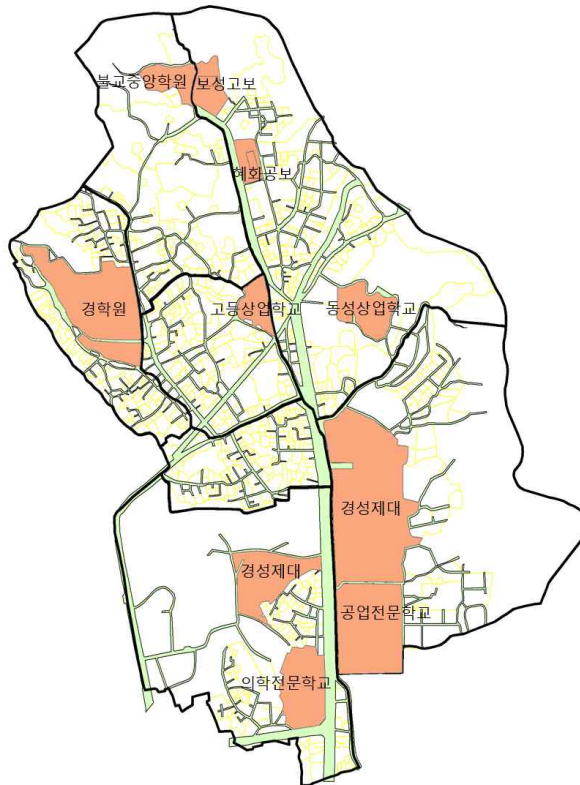 불교중앙학원
보성고보
혜화공보
경학원
고등상업학교
동성상업학교
경성제대
경성제대
공업전문학교
의학전문학교